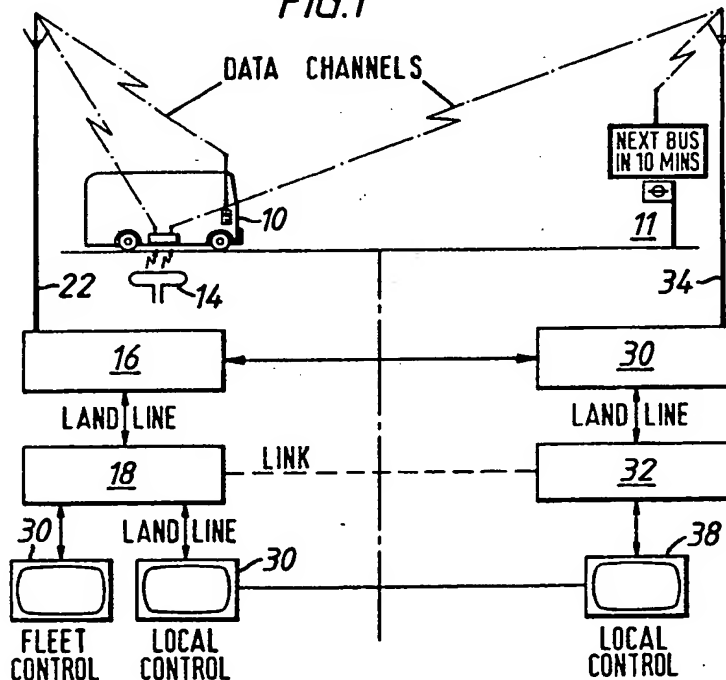 FIG.1
DATA CHANNELS
NEXT BUS
IN 10 MINS
10
11
14
22
34
16
30
LAND LINE
LAND LINE
18
LINK
32
30
LAND LINE
30
38
FLEET
CONTROL
LOCAL
CONTROL
LOCAL
CONTROL